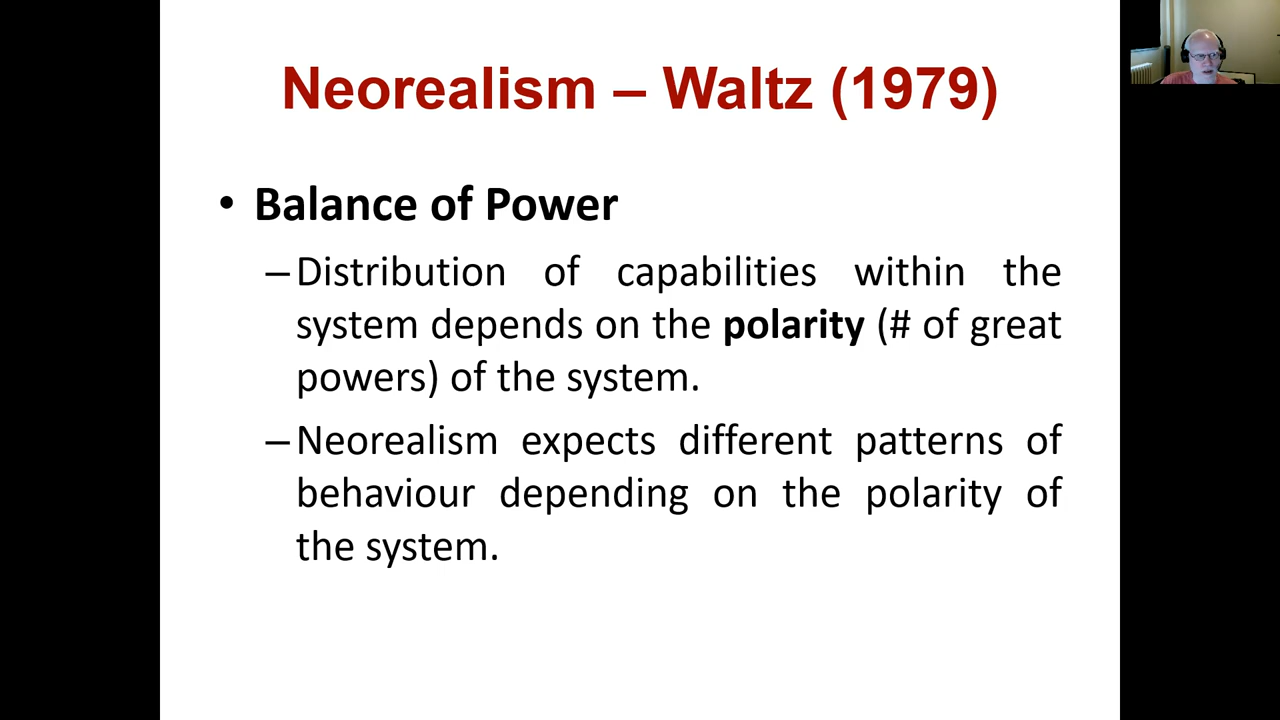 Neorealism – Waltz (1979)
• Balance of Power
– Distribution of capabilities within the
system depends on the polarity (# of great
powers) of the system.
– Neorealism expects different patterns of
behaviour depending on the polarity of
the system.